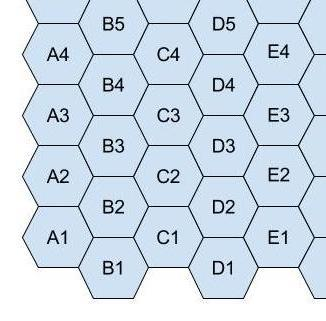 B5 D5
A4 C4 E4
B4 D4
A3 C3 E3
B3 D3
A2 C2 E2
B2 D2
A1 C1 E1
B1 D1